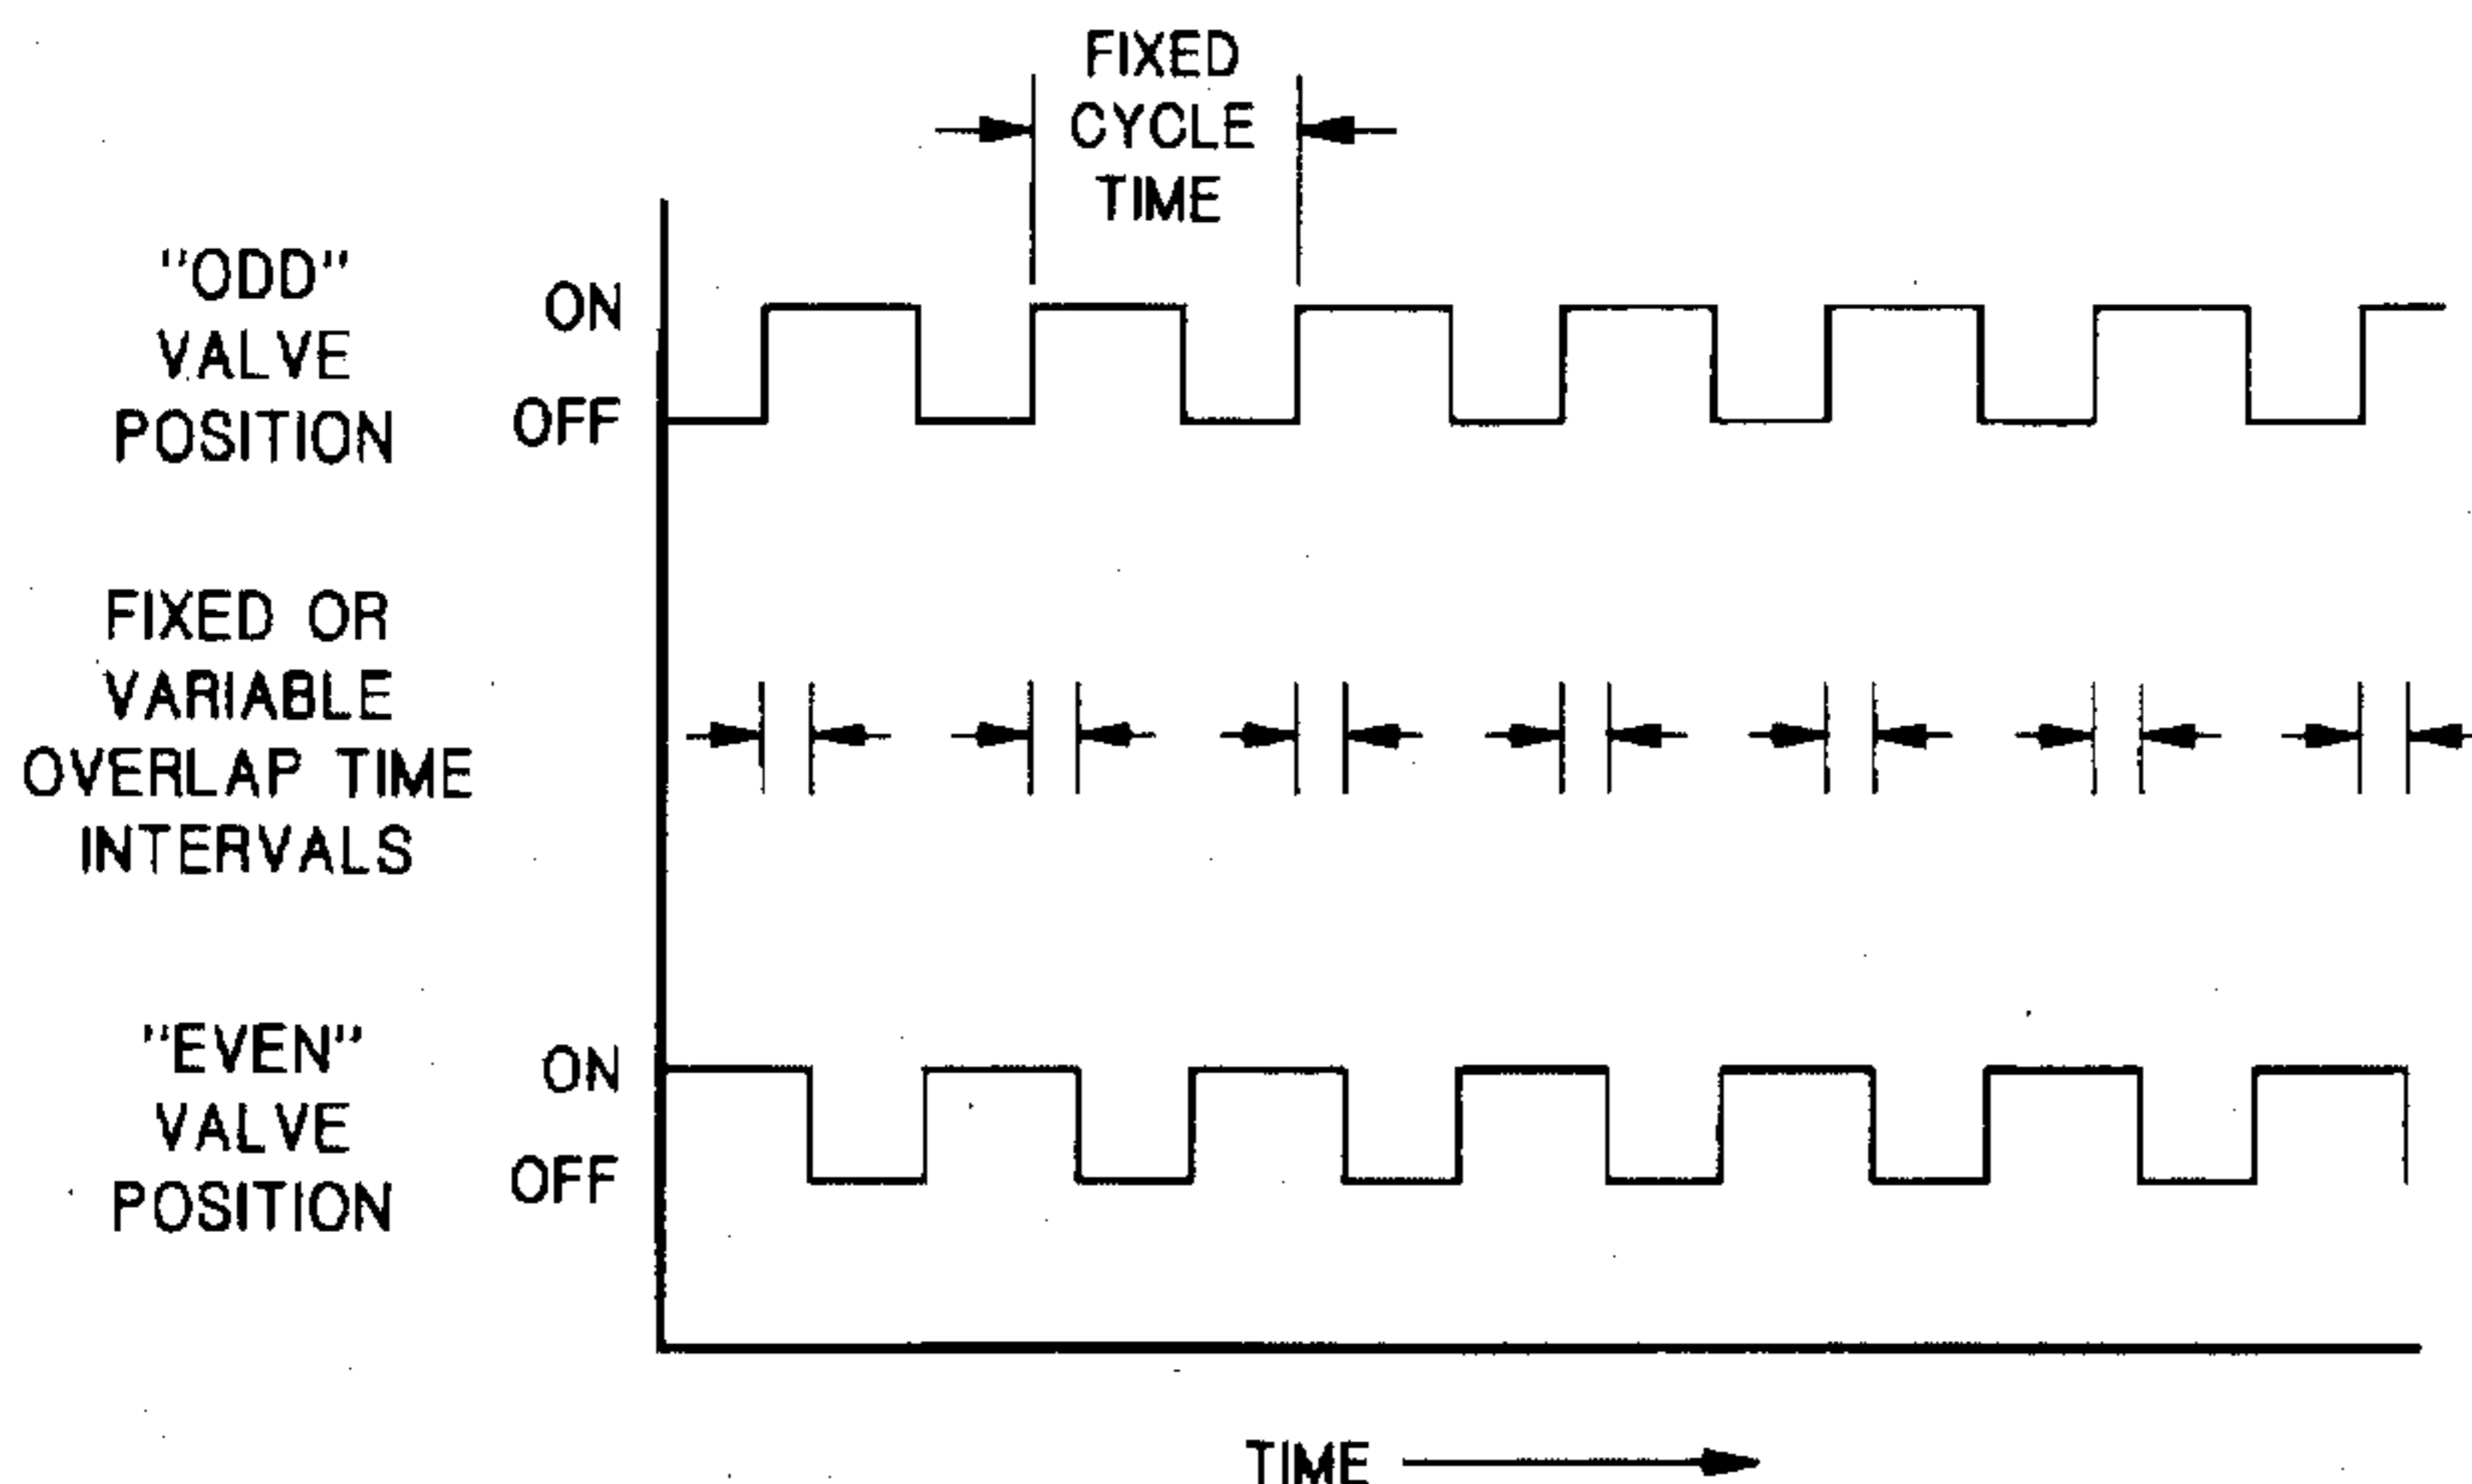 FIXED
CYCLE
TIME
"ODD"
VALVE
POSITION
ON
OFF
FIXED OR
VARIABLE
OVERLAP TIME
INTERVALS
"EVEN"
VALVE
POSITION
ON
OFF
TIME